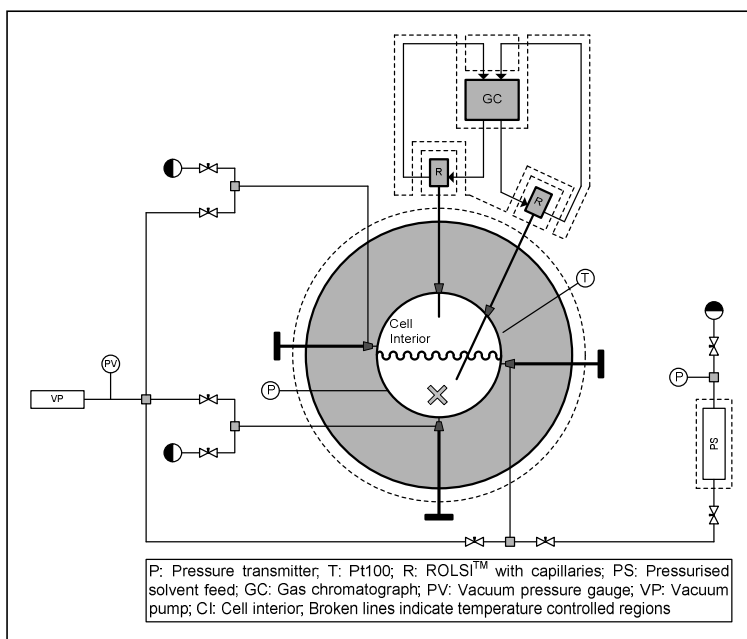 GC
R
R
T
Cell
Interior
PV
P
P
VP
PS
P: Pressure transmitter; T: Pt100; R: ROLSI™ with capillaries; PS: Pressurised
solvent feed; GC: Gas chromatograph; PV: Vacuum pressure gauge; VP: Vacuum
pump; CI: Cell interior; Broken lines indicate temperature controlled regions